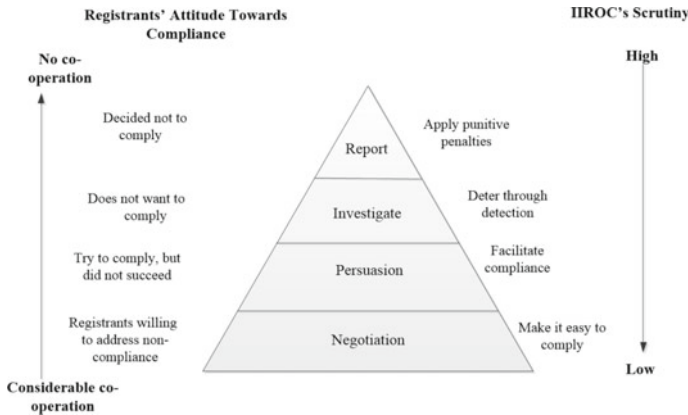 Registrants' Attitude Towards
Compliance
IIROC's Scrutiny
No co-
operation
High
Decided not to
comply
Report
Apply punitive
penalties
Does not want to
comply
Investigate
Deter through
detection
Try to comply, but
did not succeed
Persuasion
Facilitate
compliance
Registrants willing
to address non-
compliance
Negotiation
Make it easy to
comply
Considerable co-
operation
Low